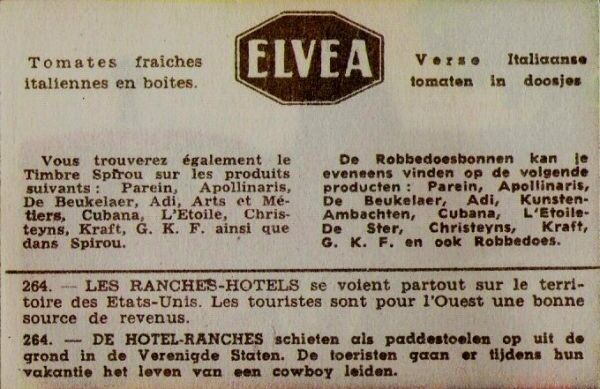 Tomates fraiches
italiennes en boites.
ELVEA
Verse Italiaanse
tomaten in doosjes
Vous trouverez également le
Timbre Spirou sur les produits
suivants : Parein, Apollinaris,
De Beukelaer, Adi, Arts et Mé-
tiers, Cubana, L'Etoile, Chris-
teyns, Kraft, G. K. F. ainsi que
dans Spirou.
De Robbedoesbonnen kan je
eveneens vinden op de volgende
producten : Parein, Apollinaris,
De Beukelaer, Adi, Kunsten-
Ambachten, Cubana, L'Etoile-
De Ster, Christeyns, Kraft,
G. K. F. en ook Robbedoes.
264. — LES RANCHES-HOTELS se voient partout sur le terri-
toire des Etats-Unis. Les touristes sont pour l'Ouest une bonne
source de revenus.
264. — DE HOTEL-RANCHES schieten als paddestoelen op uit de
grond in de Verenigde Staten. De toeristen gaan er tijdens hun
vakantie het leven van een cowboy leiden.